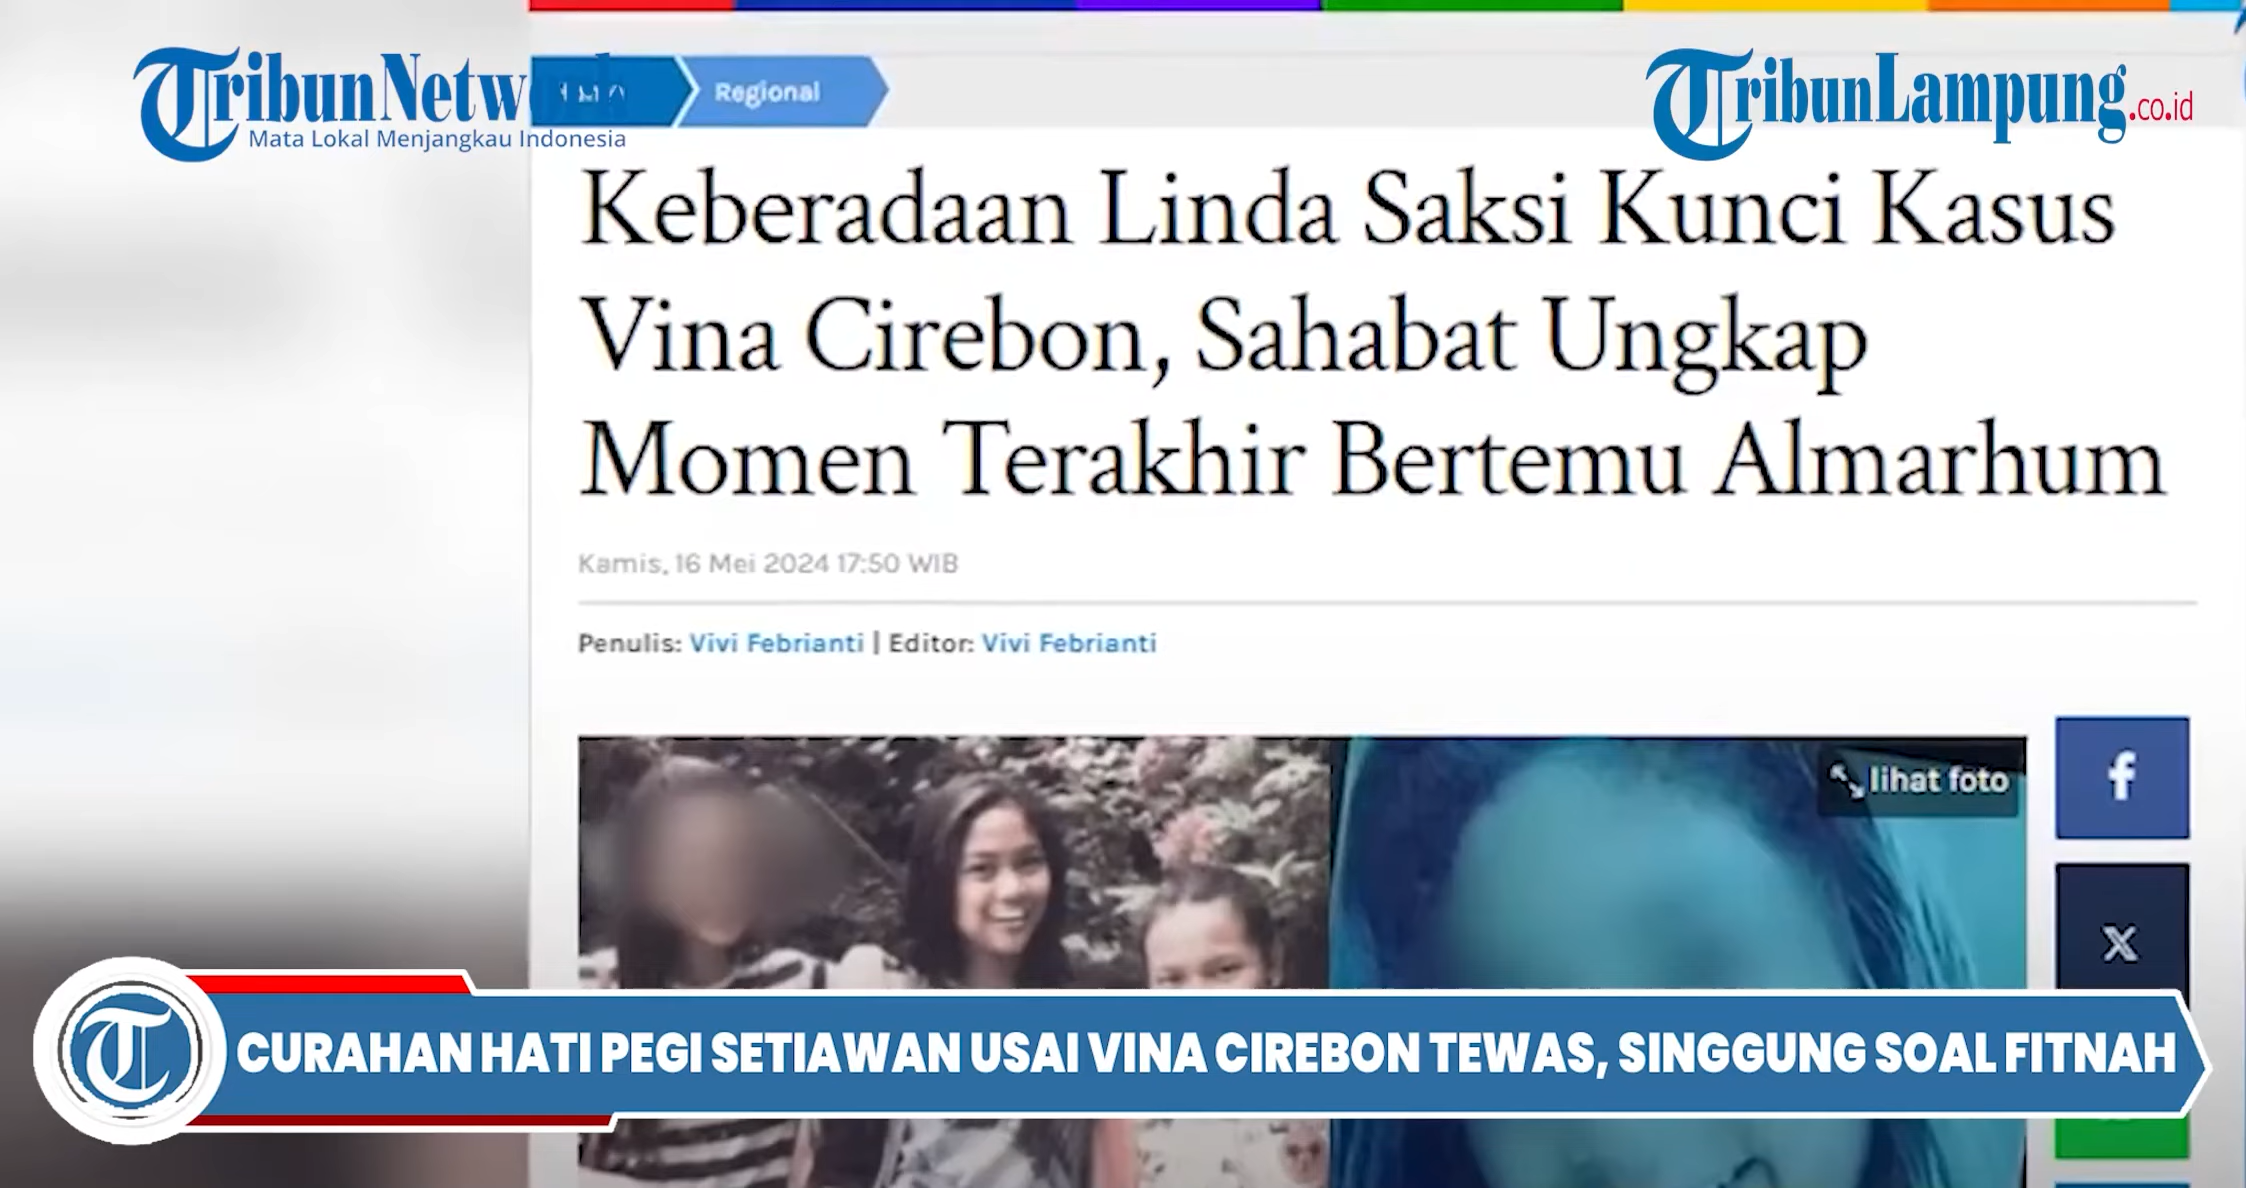 TribunNetw
Mata Lokal Menjangkau Indonesia
Regional
TribunLampung.co.id
Keberadaan Linda Saksi Kunci Kasus
Vina Cirebon, Sahabat Ungkap
Momen Terakhir Bertemu Almarhum
Kamis, 16 Mei 2024 17:50 WIB
Penulis: Vivi Febrianti | Editor: Vivi Febrianti
lihat foto
f
X
T
CURAHAN HATI PEGI SETIAWAN USAI VINA CIREBON TEWAS, SINGGUNG SOAL FITNAH